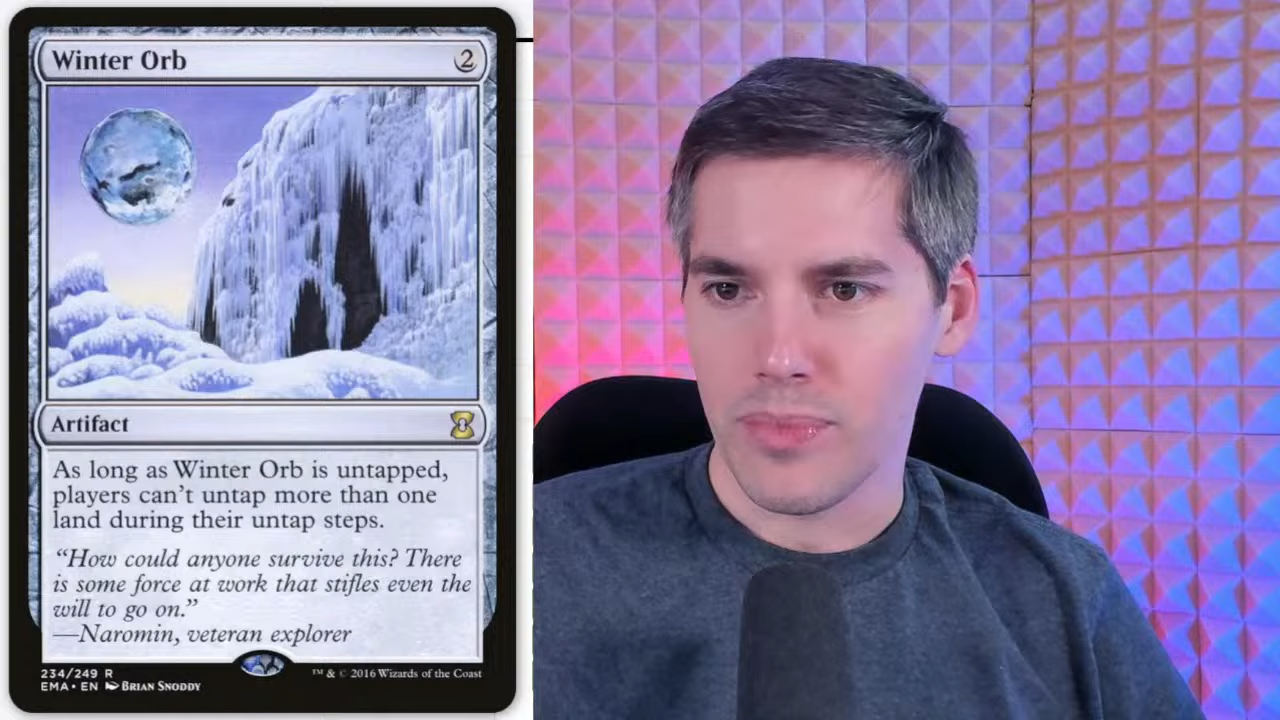 Winter Orb 2
Artifact
As long as Winter Orb is untapped,
players can't untap more than one
land during their untap steps.
“How could anyone survive this? There
is some force at work that stifles even the
will to go on.”
—Naromin, veteran explorer
234/249 R
EMA • EN Brian Snoddy
™ & © 2016 Wizards of the Coast